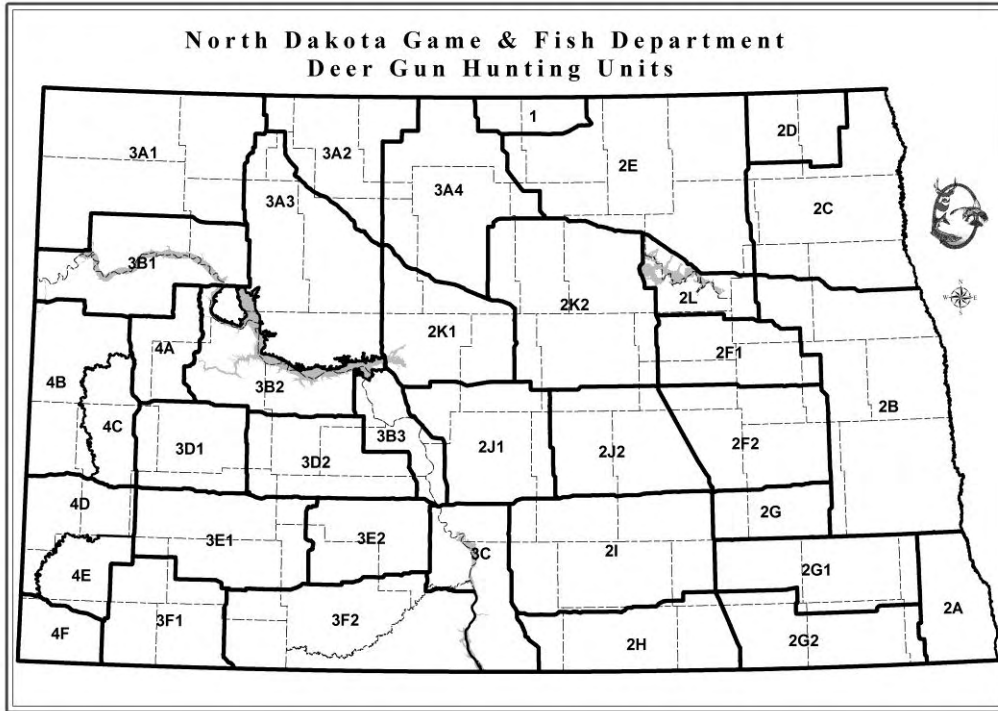 North Dakota Game & Fish Department
Deer Gun Hunting Units
1
2D
3A1
3A2
2E
3A4
3A3
2C
3B1
2L
2K2
2K1
2F1
4A
4B
3B2
2B
4C
3B3
3D1
3D2
2J1
2J2
2F2
4D
2G
3E1
3E2
3C
2I
4E
2G1
2A
3F1
3F2
4F
2H
2G2
N
W
E
S